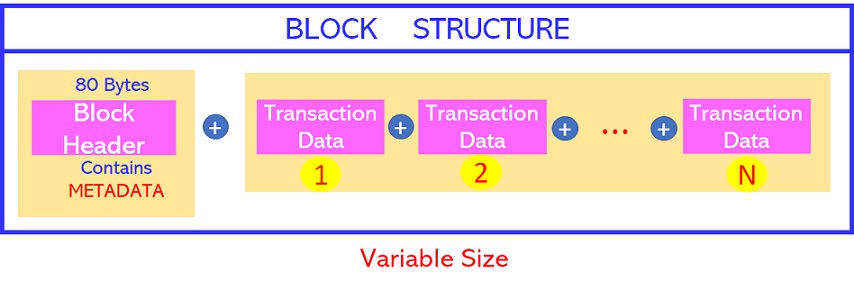 BLOCK STRUCTURE
80 Bytes
Block
Header
Contains
METADATA
+
Transaction
Data
1
+
Transaction
Data
2
+
...
+
Transaction
Data
N
Variable Size